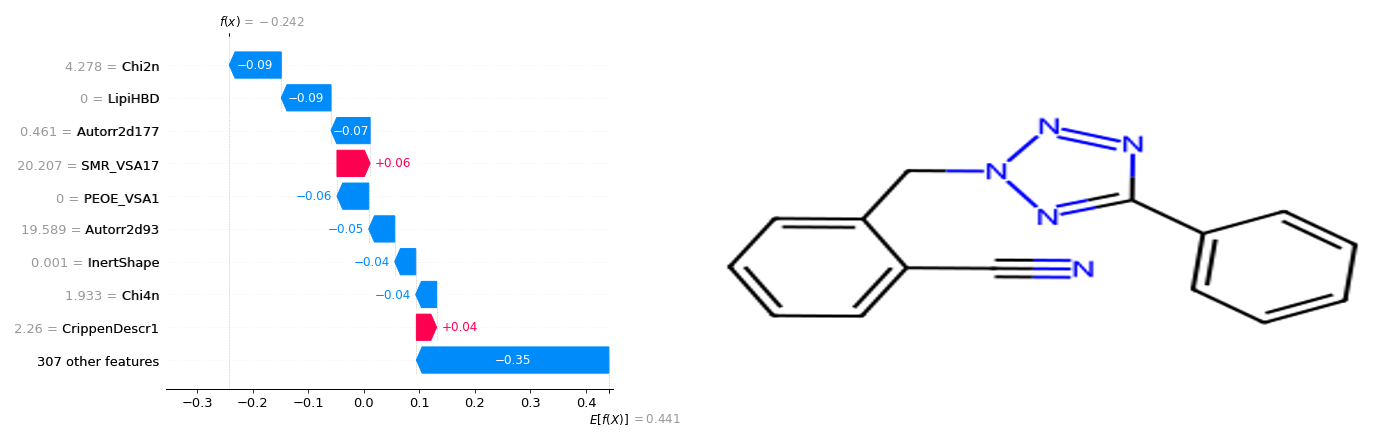 f(x) = −0.242
4.278 = Chi2n
−0.09
0 = LipiHBD
−0.09
0.461 = Autorr2d177
−0.07
20.207 = SMR_VSA17
+0.06
0 = PEOE_VSA1
−0.06
19.589 = Autorr2d93
−0.05
0.001 = InertShape
−0.04
1.933 = Chi4n
−0.04
2.26 = CrippenDescr1
+0.04
307 other features
−0.35
−0.3 −0.2 −0.1 0.0 0.1 0.2 0.3 0.4
E[f(X)] = 0.441
N
N
N
N
N